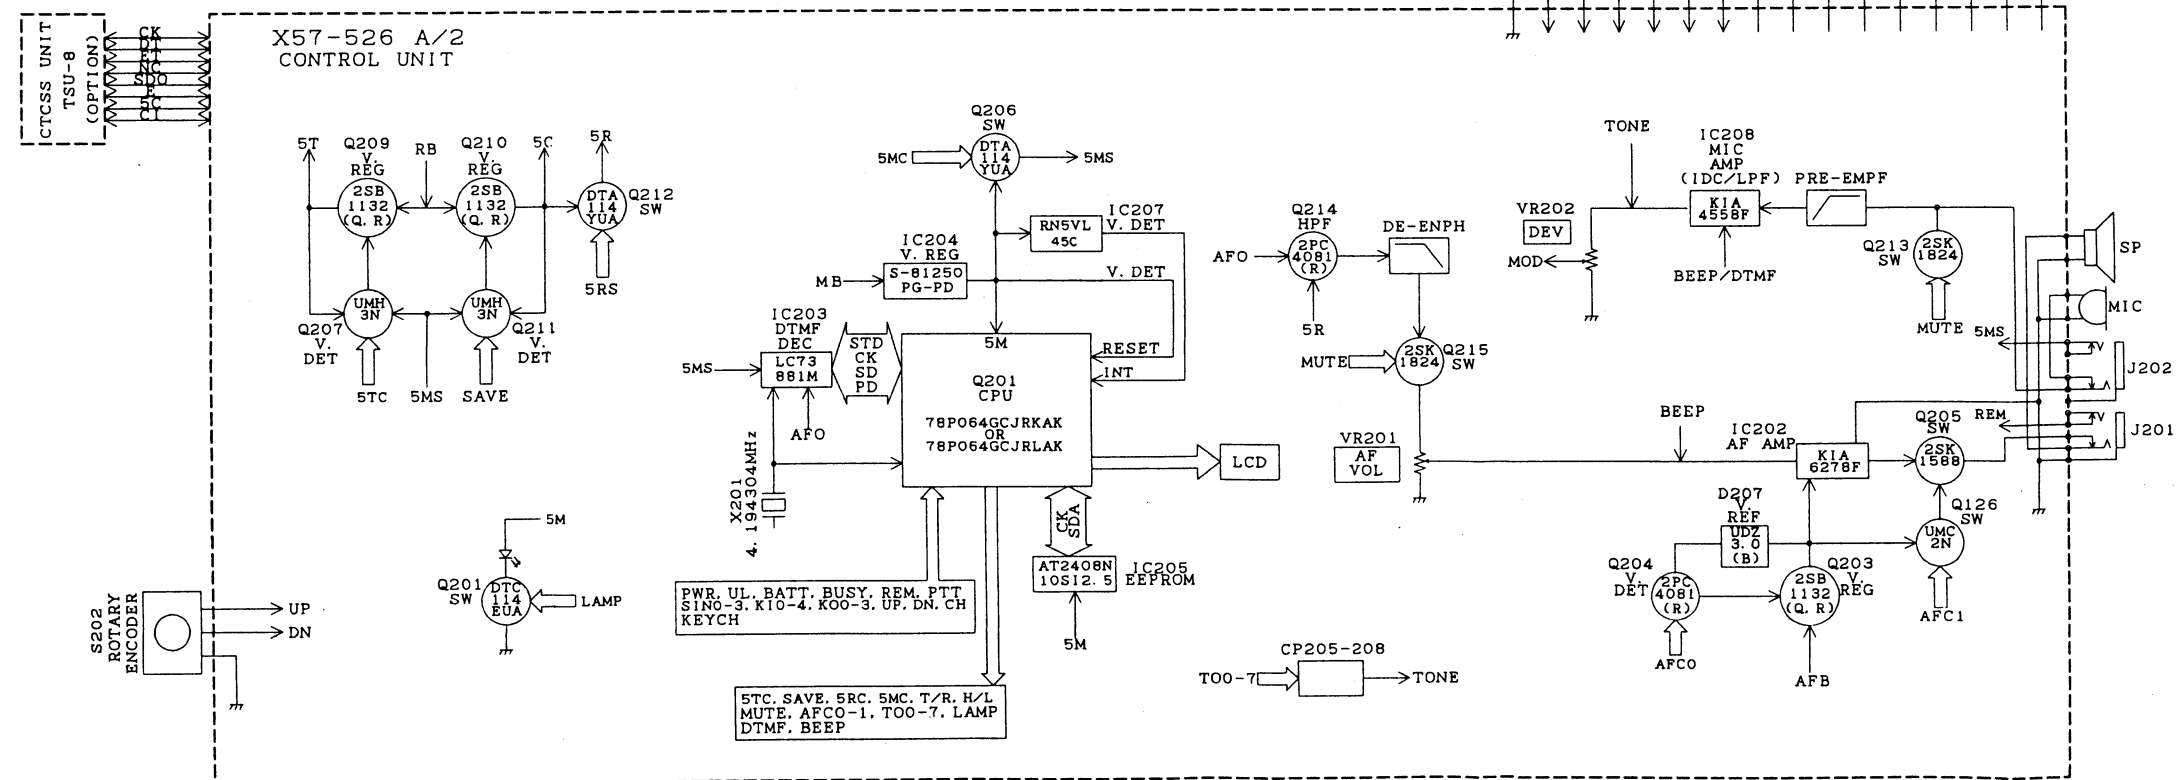 X57-526 A/2
CONTROL UNIT
CTCSS UNIT
TSU-8
(OPTION)
CK
DI
ET
NC
SDO
E
5C
CI
5T
Q209
V.
REG
2SB
1132
(Q.R)
RB
Q210
V.
REG
2SB
1132
(Q.R)
5C
5R
DTA
114
YUA
Q212
SW
5RS
UMH
3N
Q207
V.
DET
UMH
3N
Q211
V.
DET
5TC
5MS
SAVE
Q206
SW
5MC
DTA
114
YUA
5MS
IC207
V. DET
RN5VL
45C
IC204
V. REG
MB
S-81250
PG-PD
V. DET
IC203
DTMF
DEC
5MS
LC73
881M
STD
CK
SD
PD
AFO
5M
RESET
INT
Q201
CPU
78P064GCJRKAK
OR
78P064GCJRLAK
X201
4.194304MHz
LCD
CK
SDA
AT2408N
10SI2.5
IC205
EEPROM
5M
PWR. UL. BATT. BUSY. REM. PTT
SIN0-3. KI0-4. KO0-3. UP. DN. CH
KEYCH
5TC. SAVE. 5RC. 5MC. T/R. H/L
MUTE. AFC0-1. TO0-7. LAMP
DTMF. BEEP
5M
Q201
SW
DTC
114
EUA
LAMP
S202
ROTARY
ENCODER
UP
DN
Q214
HPF
AFO
2PC
4081
(R)
5R
DE-ENPH
MUTE
2SK
1824
Q215
SW
VR201
AF
VOL
CP205-208
TO0-7
TONE
TONE
IC208
MIC
AMP
(IDC/LPF)
KIA
4558F
PRE-EMPF
VR202
DEV
MOD
BEEP/DTMF
Q213
SW
2SK
1824
MUTE
SP
MIC
5MS
J202
REM
J201
BEEP
IC202
AF AMP
KIA
6278F
Q205
SW
2SK
1588
Q126
SW
UMC
2N
AFC1
D207
V.
REF
UDZ
3.0
(B)
Q204
V.
DET
2PC
4081
(R)
AFC0
Q203
V.
REG
2SB
1132
(Q.R)
AFB